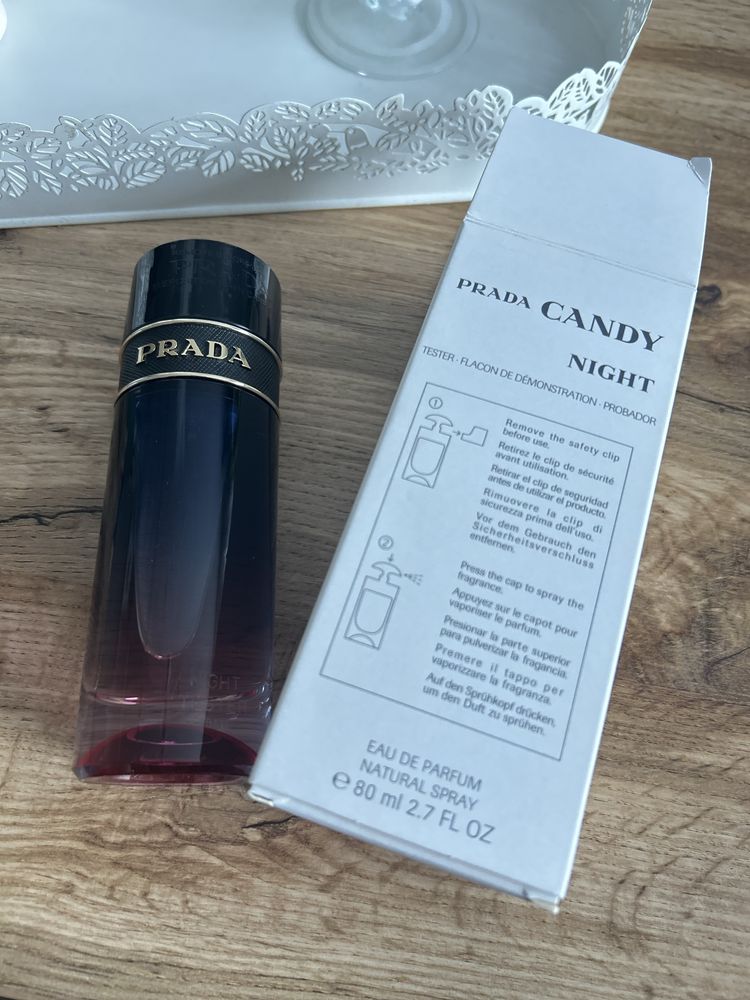 PRADA
GHT
PRADA CANDY
NIGHT
TESTER · FLACON DE DÉMONSTRATION · PROBADOR
1
Remove the safety clip
before use.
Retirez le clip de sécurité
avant utilisation.
Retirar el clip de seguridad
antes de utilizar el producto.
Rimuovere la clip di
sicurezza prima dell'uso.
Vor dem Gebrauch den
Sicherheitsverschluss
entfernen.
2
Press the cap to spray the
fragrance.
Appuyez sur le capot pour
vaporiser le parfum.
Presionar la parte superior
para pulverizar la fragancia.
Premere il tappo per
vaporizzare la fragranza.
Auf den Sprühkopf drücken,
um den Duft zu sprühen.
EAU DE PARFUM
NATURAL SPRAY
℮ 80 ml 2.7 FL OZ